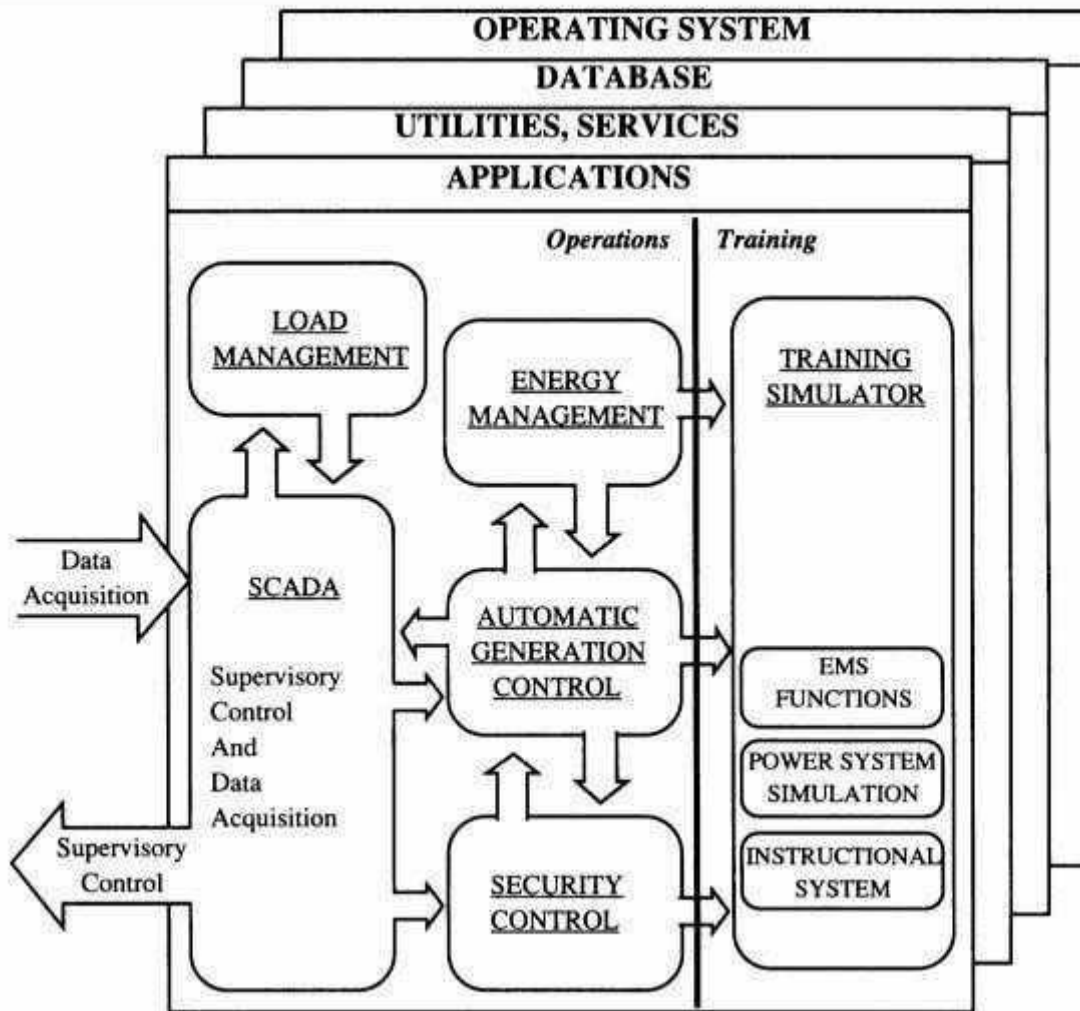 OPERATING SYSTEM
DATABASE
UTILITIES, SERVICES
APPLICATIONS
Operations
Training
LOAD
MANAGEMENT
ENERGY
MANAGEMENT
TRAINING
SIMULATOR
Data
Acquisition
SCADA
Supervisory
Control
And
Data
Acquisition
AUTOMATIC
GENERATION
CONTROL
EMS
FUNCTIONS
POWER SYSTEM
SIMULATION
INSTRUCTIONAL
SYSTEM
Supervisory
Control
SECURITY
CONTROL